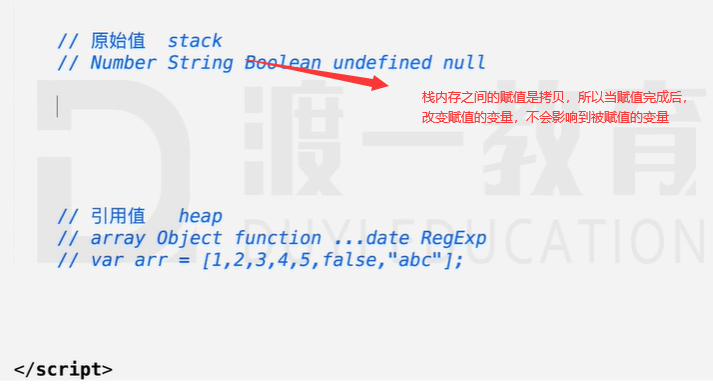 // 原始值 stack
// Number String Boolean undefined null
栈内存之间的赋值是拷贝，所以当赋值完成后，
改变赋值的变量，不会影响到被赋值的变量
渡一教育
DUYI EDUCATION
// 引用值 heap
// array Object function ...date RegExp
// var arr = [1,2,3,4,5,false,"abc"];
</script>